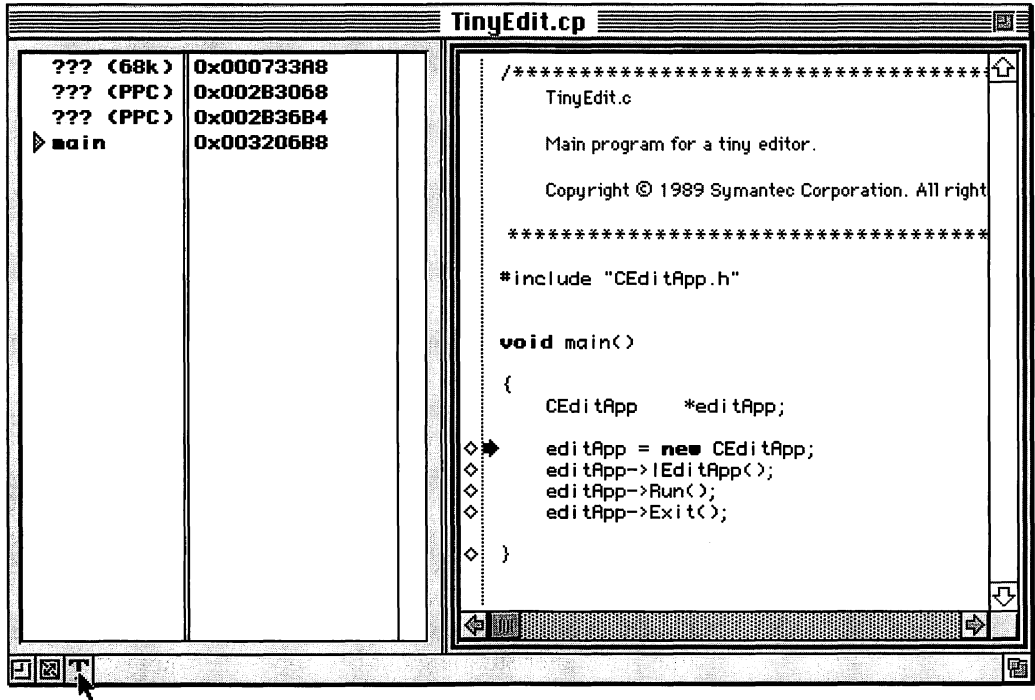 TinyEdit.cp
??? (68k) 0x000733A8
??? (PPC) 0x002B3068
??? (PPC) 0x002B36B4
main 0x003206B8
/************************************
TinyEdit.c
Main program for a tiny editor.
Copyright © 1989 Symantec Corporation. All right
************************************
#include "CEditApp.h"
void main()
{
CEditApp *editApp;
editApp = new CEditApp;
editApp->IEditApp();
editApp->Run();
editApp->Exit();
}
T